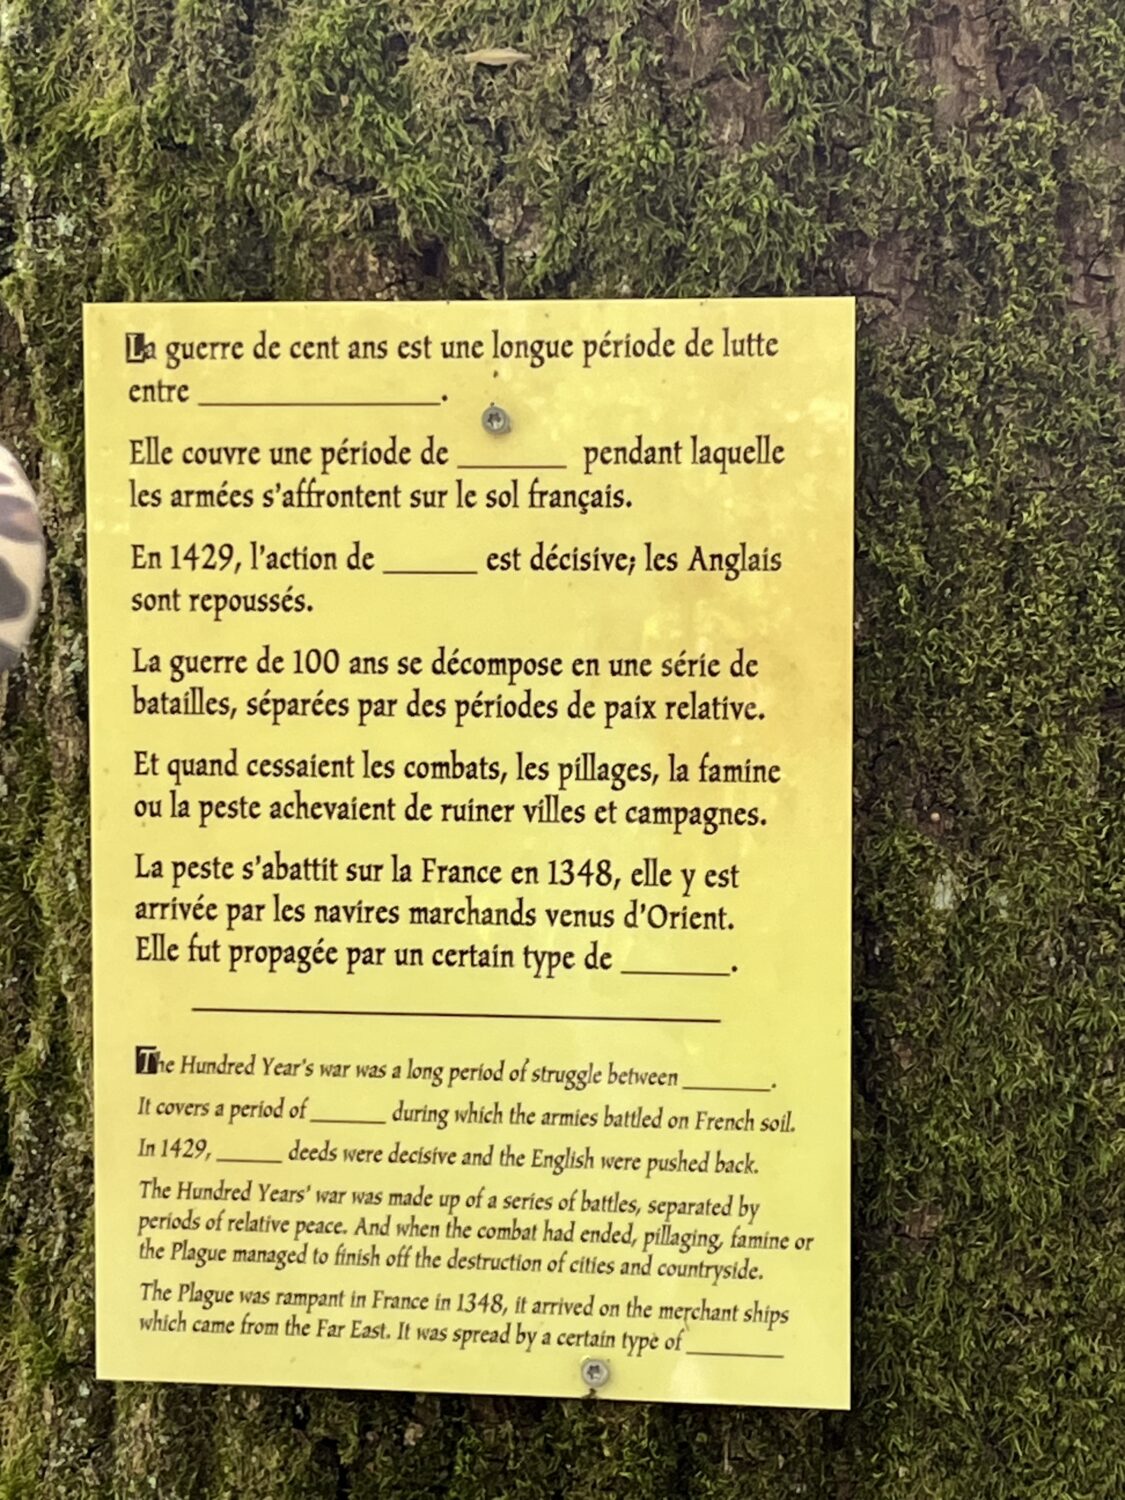 La guerre de cent ans est une longue période de lutte
entre _______________.
Elle couvre une période de _______ pendant laquelle
les armées s'affrontent sur le sol français.
En 1429, l'action de ______ est décisive; les Anglais
sont repoussés.
La guerre de 100 ans se décompose en une série de
batailles, séparées par des périodes de paix relative.
Et quand cessaient les combats, les pillages, la famine
ou la peste achevaient de ruiner villes et campagnes.
La peste s'abattit sur la France en 1348, elle y est
arrivée par les navires marchands venus d'Orient.
Elle fut propagée par un certain type de _______.
The Hundred Year's war was a long period of struggle between ________.
It covers a period of _______ during which the armies battled on French soil.
In 1429, ______ deeds were decisive and the English were pushed back.
The Hundred Years' war was made up of a series of battles, separated by
periods of relative peace. And when the combat had ended, pillaging, famine or
the Plague managed to finish off the destruction of cities and countryside.
The Plague was rampant in France in 1348, it arrived on the merchant ships
which came from the Far East. It was spread by a certain type of _________